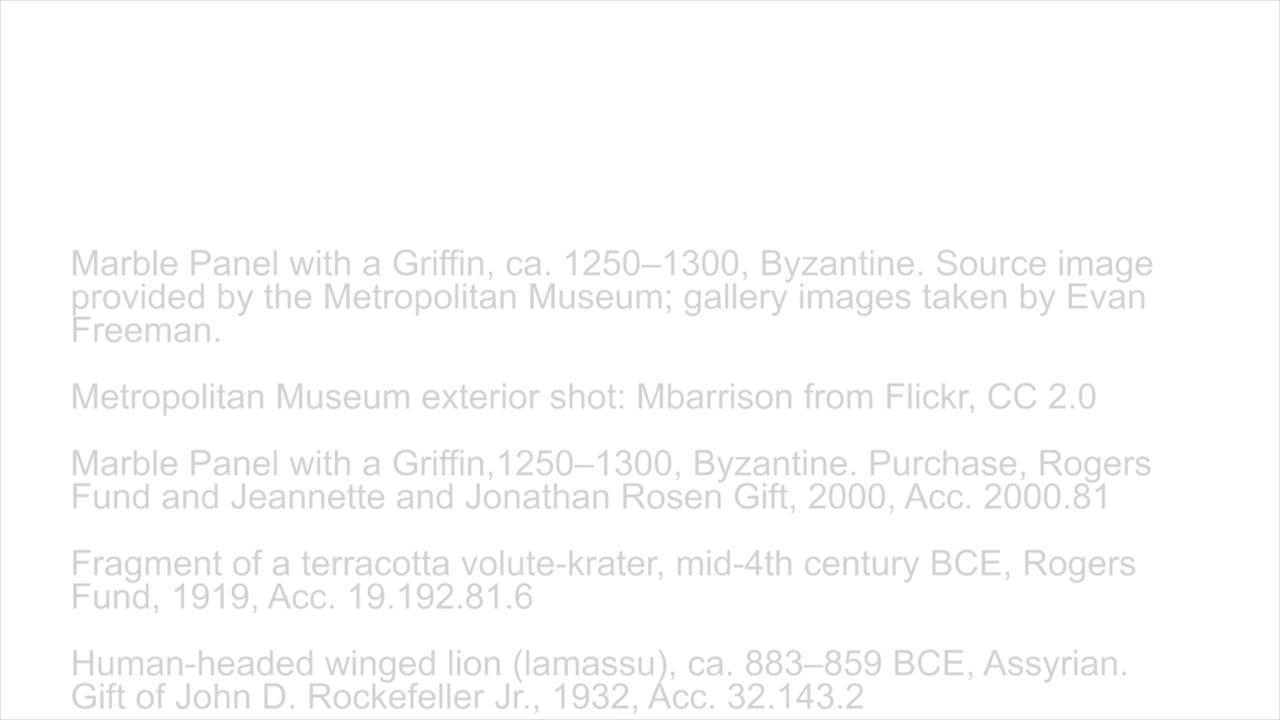 Marble Panel with a Griffin, ca. 1250–1300, Byzantine. Source image
provided by the Metropolitan Museum; gallery images taken by Evan
Freeman.
Metropolitan Museum exterior shot: Mbarrison from Flickr, CC 2.0
Marble Panel with a Griffin,1250–1300, Byzantine. Purchase, Rogers
Fund and Jeannette and Jonathan Rosen Gift, 2000, Acc. 2000.81
Fragment of a terracotta volute-krater, mid-4th century BCE, Rogers
Fund, 1919, Acc. 19.192.81.6
Human-headed winged lion (lamassu), ca. 883–859 BCE, Assyrian.
Gift of John D. Rockefeller Jr., 1932, Acc. 32.143.2